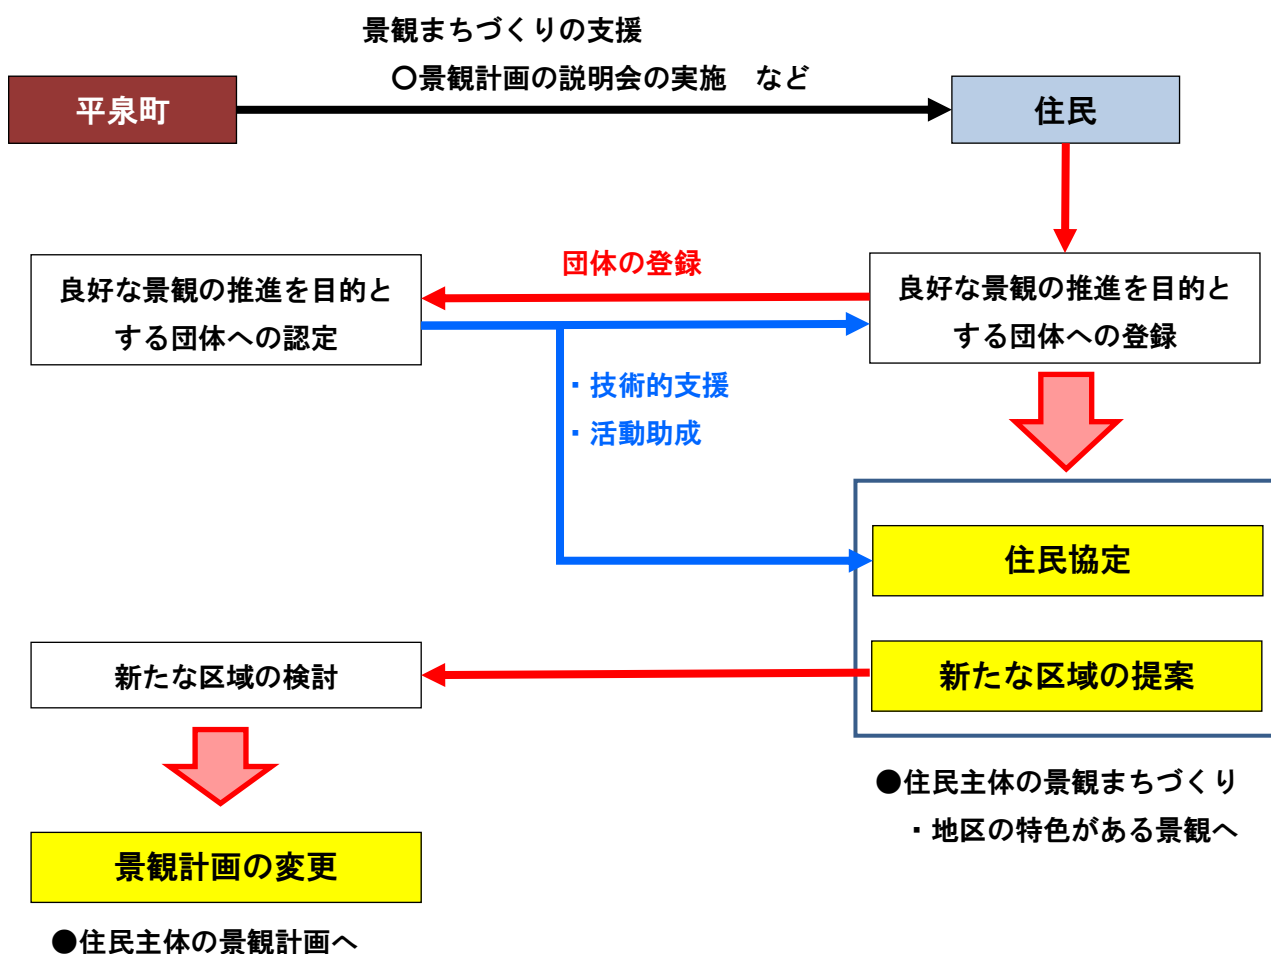 景観まちづくりの支援
〇景観計画の説明会の実施　など
平泉町
住民
団体の登録
良好な景観の推進を目的と
する団体への認定
良好な景観の推進を目的と
する団体への登録
・技術的支援
・活動助成
住民協定
新たな区域の検討
新たな区域の提案
●住民主体の景観まちづくり
・地区の特色がある景観へ
景観計画の変更
●住民主体の景観計画へ